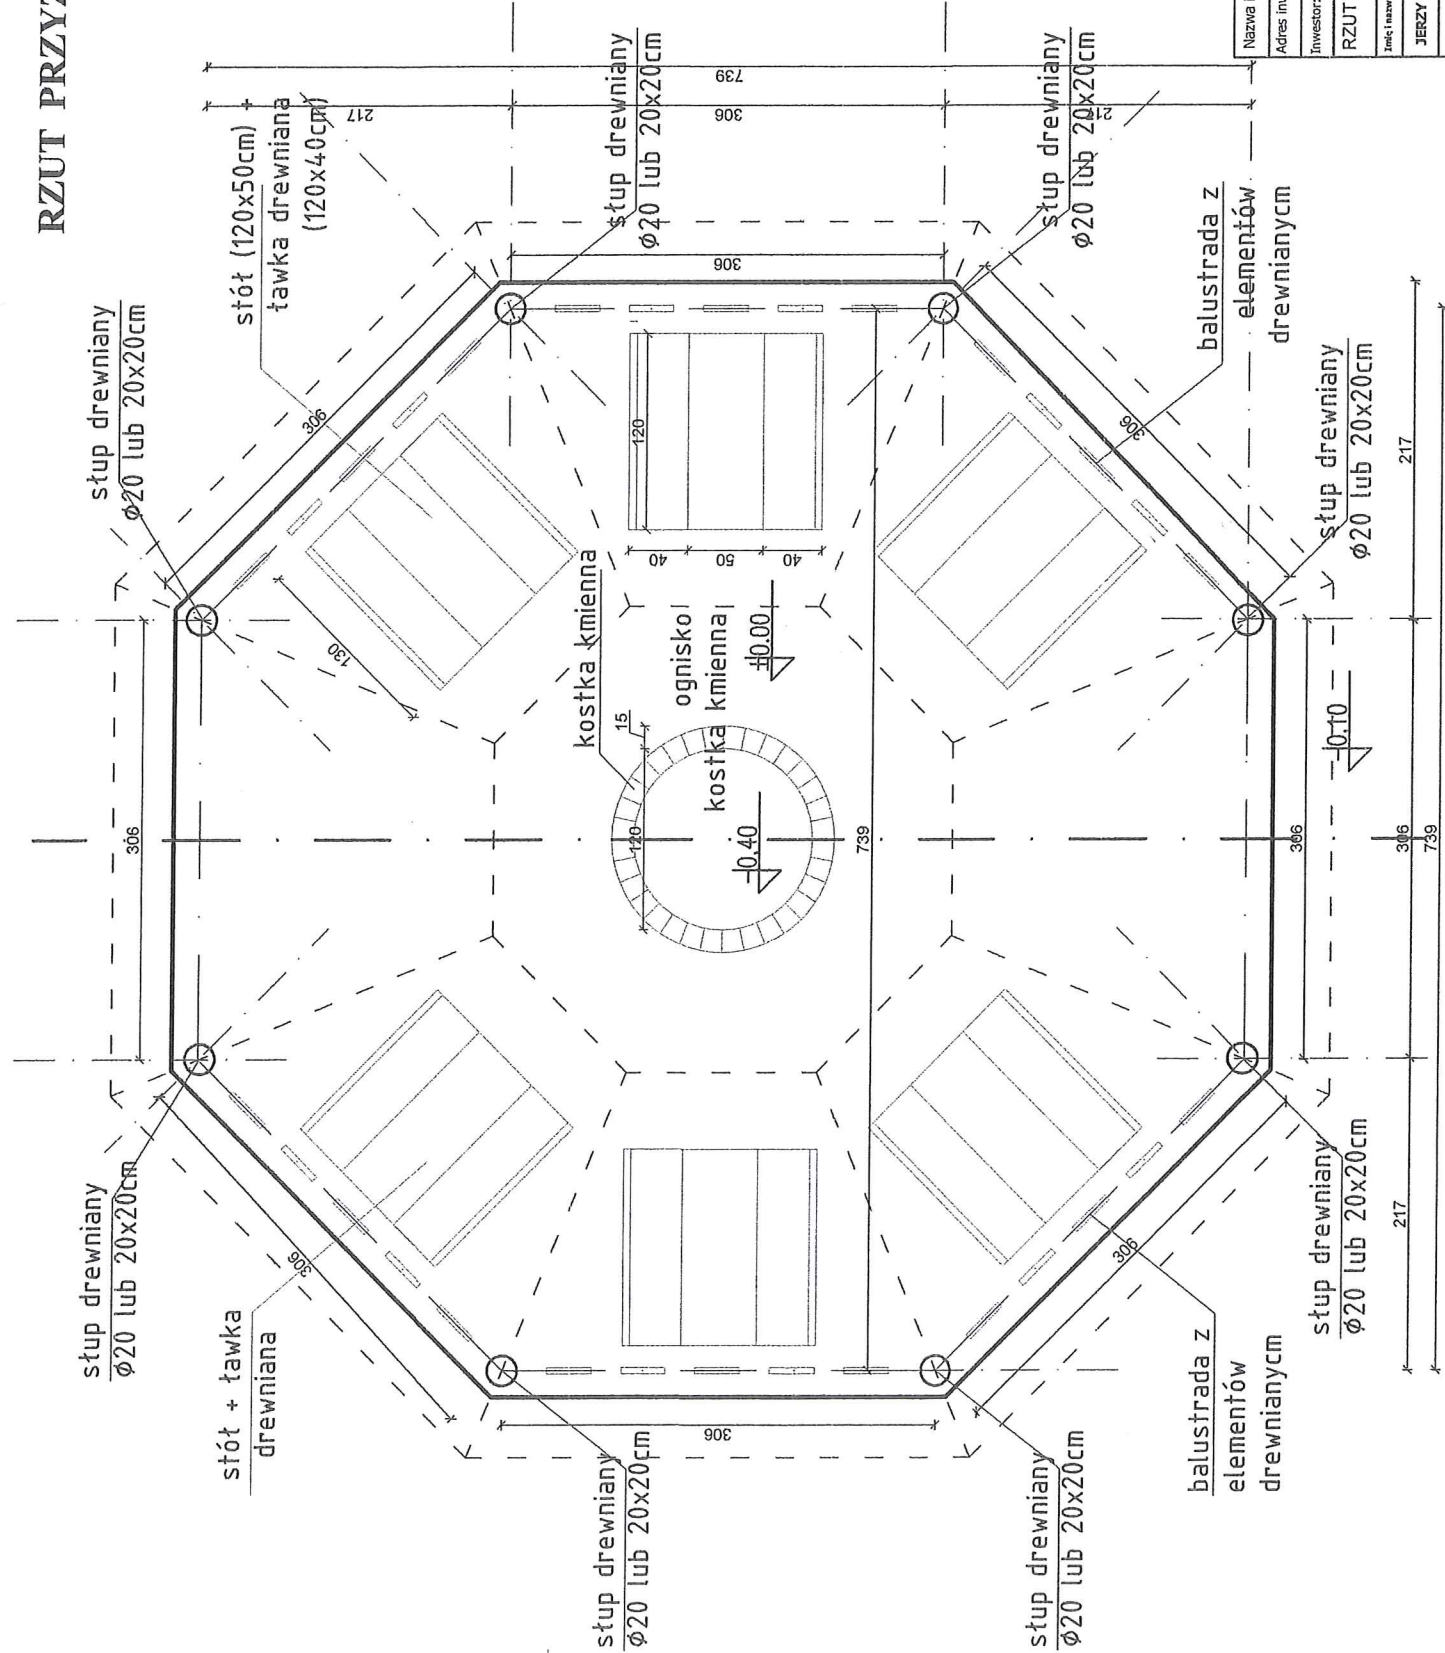 RZUT PRZYZ
słup drewniany
ϕ20 lub 20x20cm
stół (120x50cm) +
ławka drewniana
(120x40cm)
słup drewniany
ϕ20 lub 20x20cm
słup drewniany
ϕ20 lub 20x20cm
balustrada z
elementów
drewnianycm
słup drewniany
ϕ20 lub 20x20cm
słup drewniany
ϕ20 lub 20x20cm
stół + ławka
drewniana
słup drewniany
ϕ20 lub 20x20cm
słup drewniany
ϕ20 lub 20x20cm
balustrada z
elementów
drewnianycm
słup drewniany
ϕ20 lub 20x20cm
kostka kmienna
ognisko
kostka kmienna
±0.00
-0.40
-0.10
739
217
306
306
306
306
306
306
306
306
306
130
120
40
50
40
15
120
739
217
306
217
739
Nazwa i
Adres inw
Inwestor:
RZUT
Imię i nazw
JERZY